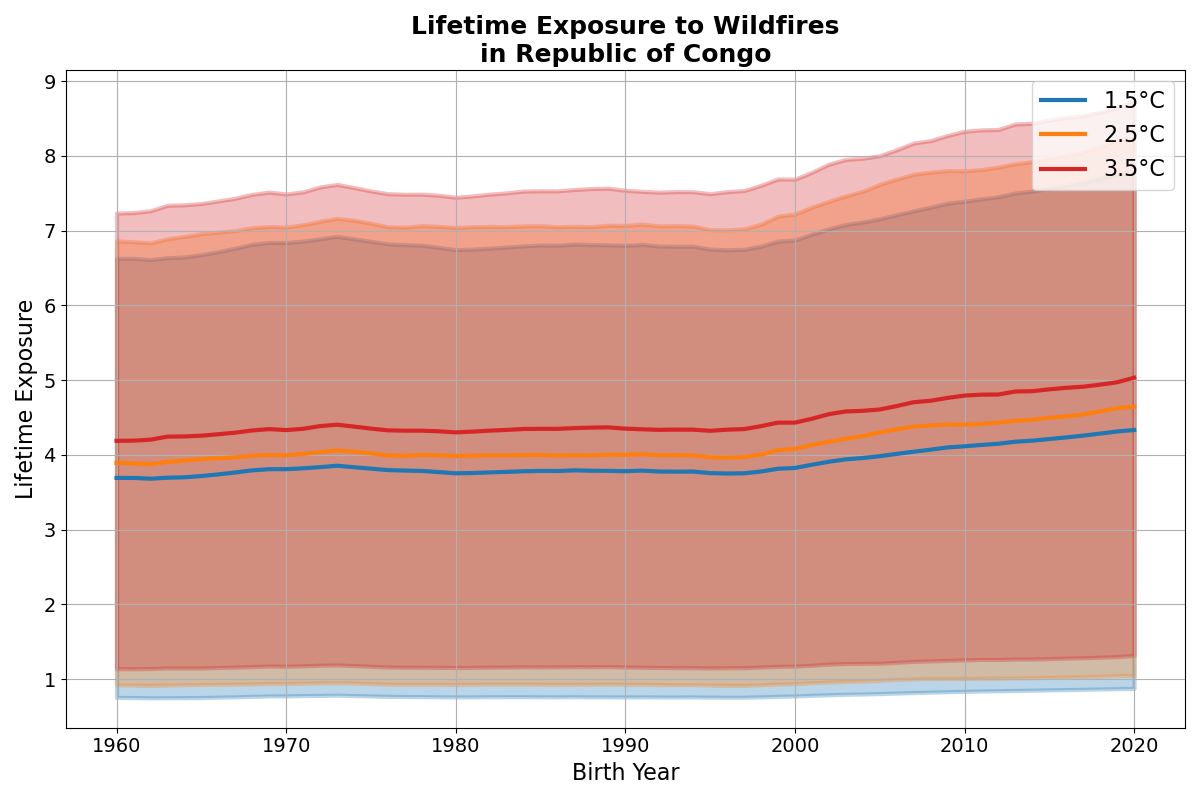 Lifetime Exposure to Wildfires
in Republic of Congo
1.5°C
2.5°C
3.5°C
Lifetime Exposure
9
8
7
6
5
4
3
2
1
1960 1970 1980 1990 2000 2010 2020
Birth Year